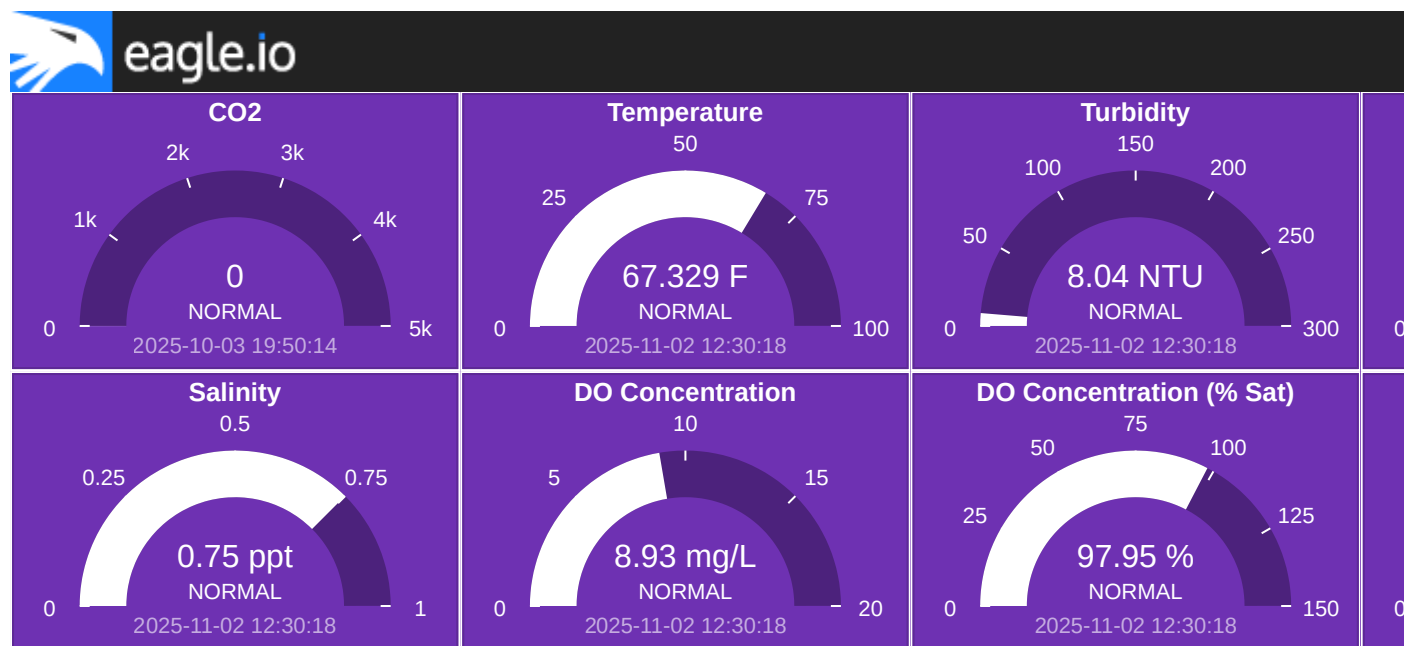 eagle.io
CO2
2k
3k
1k
4k
0
NORMAL
0
5k
2025-10-03 19:50:14
Temperature
50
25
75
67.329 F
NORMAL
0
100
2025-11-02 12:30:18
Turbidity
150
100
200
50
250
8.04 NTU
NORMAL
0
300
2025-11-02 12:30:18
Salinity
0.5
0.25
0.75
0.75 ppt
NORMAL
0
1
2025-11-02 12:30:18
DO Concentration
10
5
15
8.93 mg/L
NORMAL
0
20
2025-11-02 12:30:18
DO Concentration (% Sat)
75
50
100
25
125
97.95 %
NORMAL
0
150
2025-11-02 12:30:18